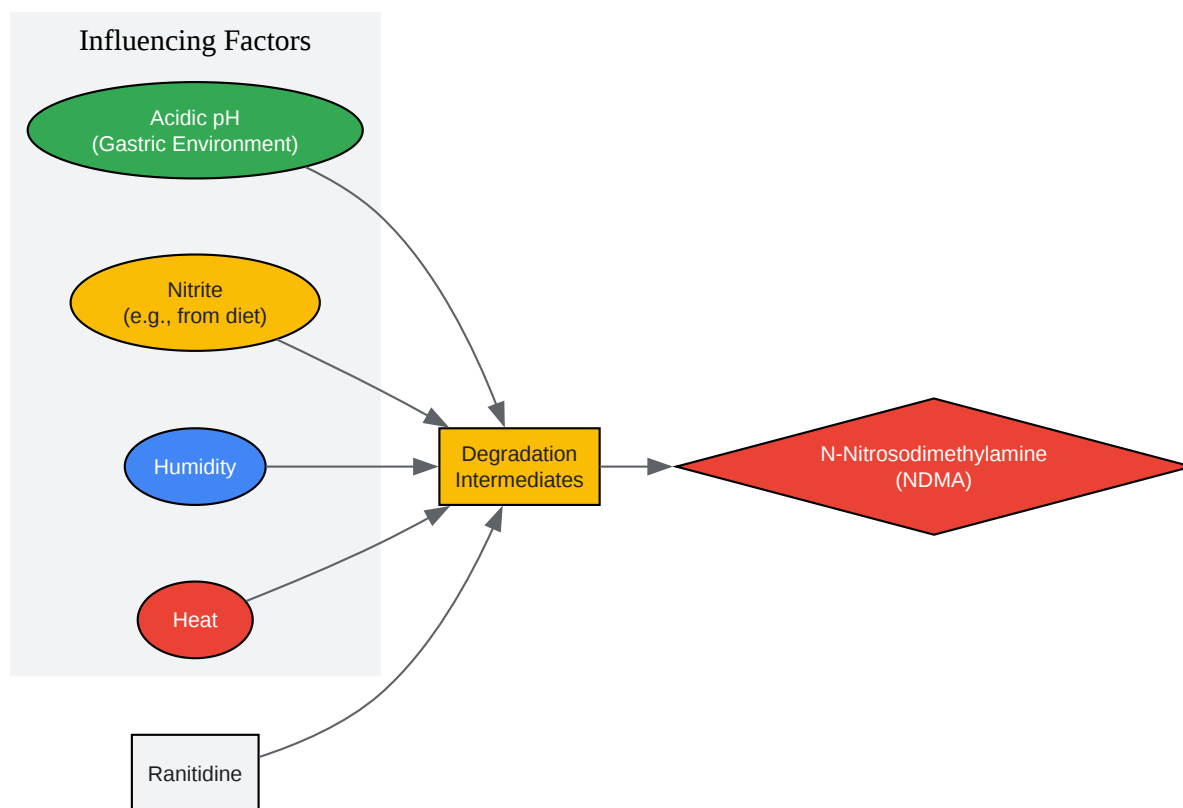 Influencing Factors
Acidic pH
(Gastric Environment)
Nitrite
(e.g., from diet)
Humidity
Degradation
Intermediates
N-Nitrosodimethylamine
(NDMA)
Heat
Ranitidine